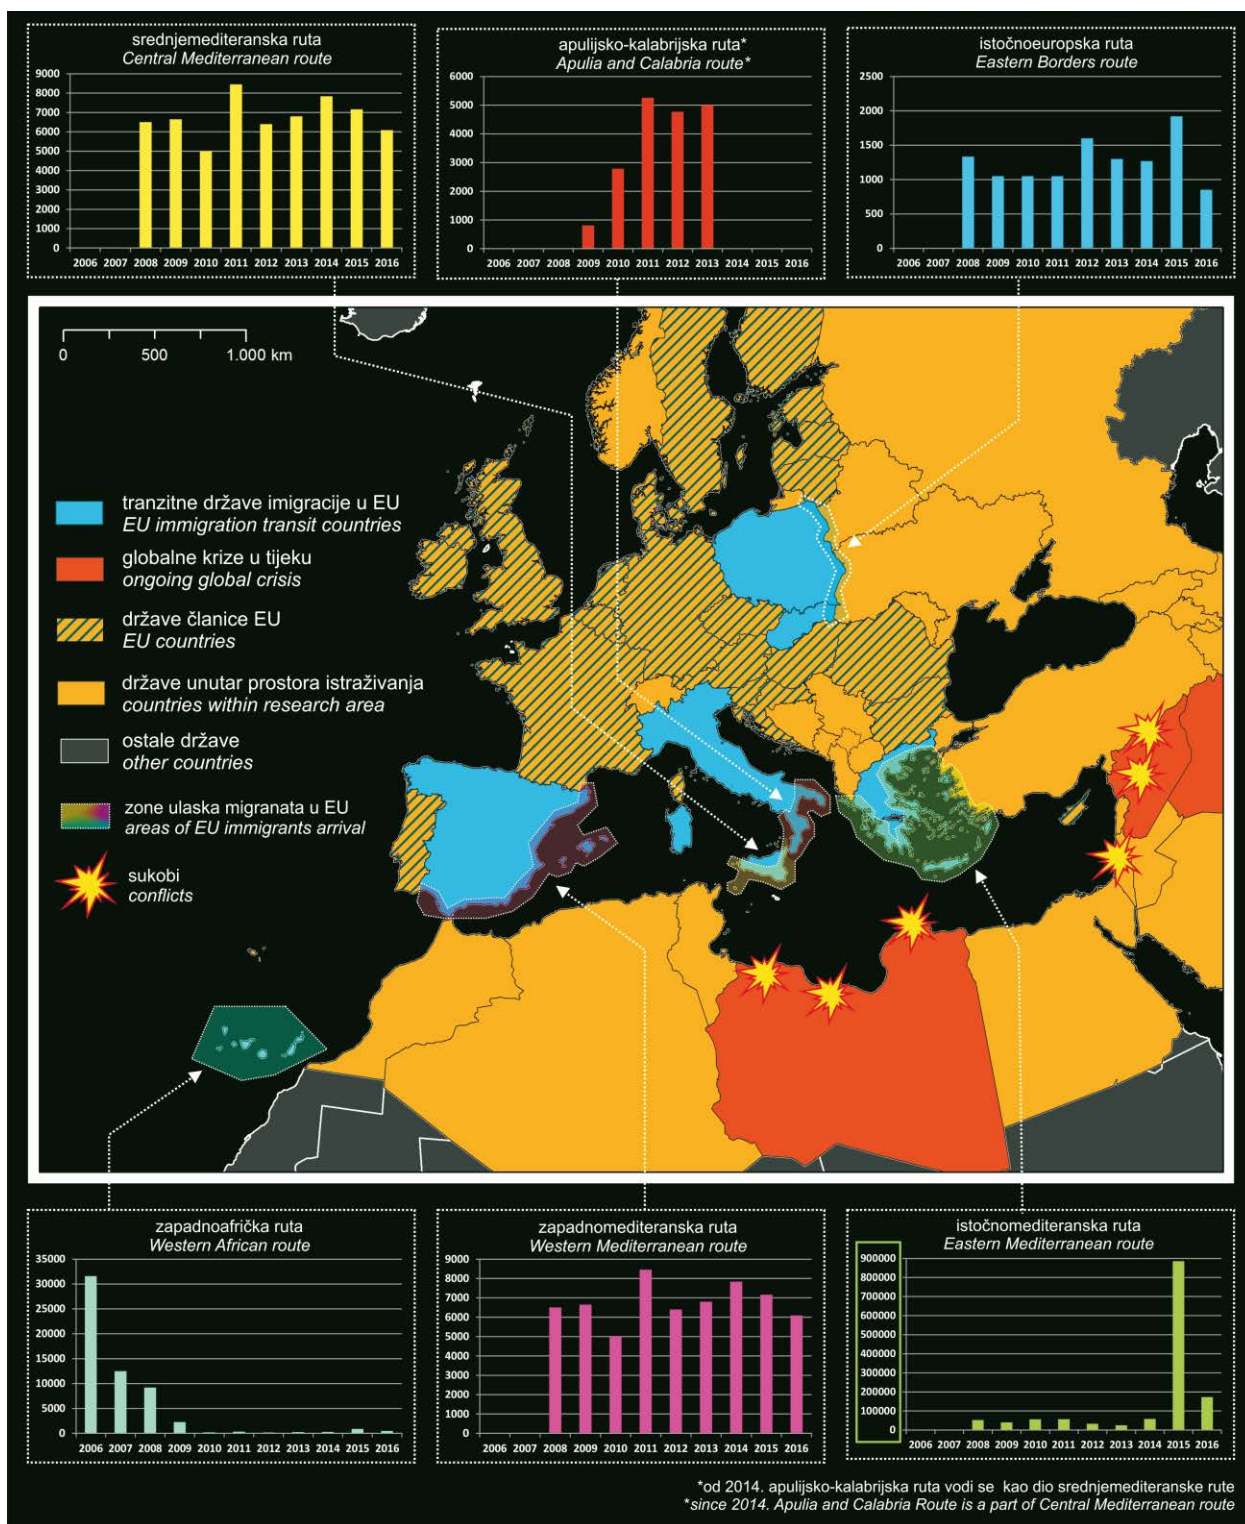 srednjemediteranska ruta
Central Mediterranean route
9000
8000
7000
6000
5000
4000
3000
2000
1000
0
2006 2007 2008 2009 2010 2011 2012 2013 2014 2015 2016
apulijsko-kalabrijska ruta*
Apulia and Calabria route*
6000
5000
4000
3000
2000
1000
0
2006 2007 2008 2009 2010 2011 2012 2013 2014 2015 2016
istočnoeuropska ruta
Eastern Borders route
2500
2000
1500
1000
500
0
2006 2007 2008 2009 2010 2011 2012 2013 2014 2015 2016
0 500 1.000 km
tranzitne države imigracije u EU
EU immigration transit countries
globalne krize u tijeku
ongoing global crisis
države članice EU
EU countries
države unutar prostora istraživanja
countries within research area
ostale države
other countries
zone ulaska migranata u EU
areas of EU immigrants arrival
sukobi
conflicts
zapadnoafrička ruta
Western African route
35000
30000
25000
20000
15000
10000
5000
0
2006 2007 2008 2009 2010 2011 2012 2013 2014 2015 2016
zapadnomediteranska ruta
Western Mediterranean route
9000
8000
7000
6000
5000
4000
3000
2000
1000
0
2006 2007 2008 2009 2010 2011 2012 2013 2014 2015 2016
istočnomediteranska ruta
Eastern Mediterranean route
900000
800000
700000
600000
500000
400000
300000
200000
100000
0
2006 2007 2008 2009 2010 2011 2012 2013 2014 2015 2016
*od 2014. apulijsko-kalabrijska ruta vodi se kao dio srednjemediteranske rute
*since 2014. Apulia and Calabria Route is a part of Central Mediterranean route